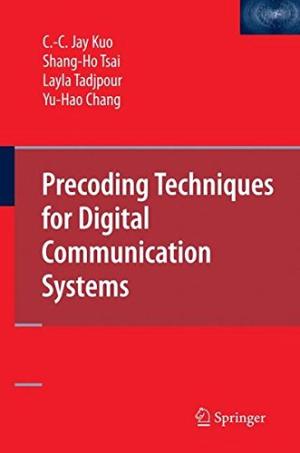 C.-C. Jay Kuo
Shang-Ho Tsai
Layla Tadjpour
Yu-Hao Chang
Precoding Techniques
for Digital
Communication
Systems
Springer